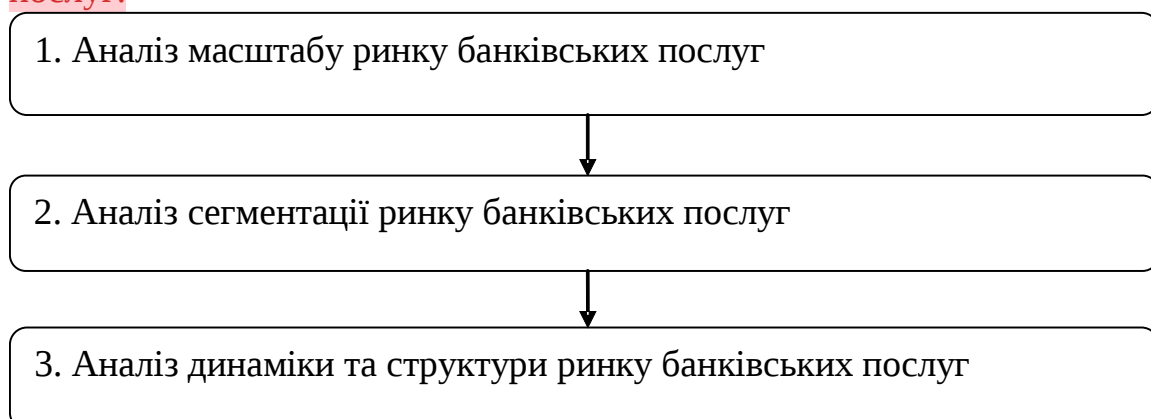 послуг.
1. Аналіз масштабу ринку банківських послуг
2. Аналіз сегментації ринку банківських послуг
3. Аналіз динаміки та структури ринку банківських послуг